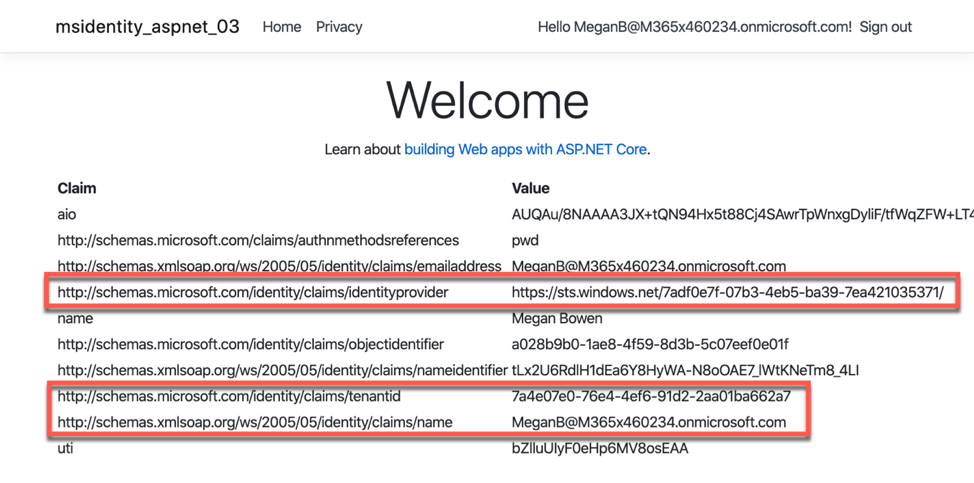 msidentity_aspnet_03 Home Privacy Hello MeganB@M365x460234.onmicrosoft.com! Sign out
Welcome
Learn about building Web apps with ASP.NET Core.
Claim Value
aio AUQAu/8NAAAA3JX+tQN94Hx5t88Cj4SAwrTpWnxgDyliF/tfWqZFW+LT4
http://schemas.microsoft.com/claims/authnmethodsreferences pwd
http://schemas.xmlsoap.org/ws/2005/05/identity/claims/emailaddress MeganB@M365x460234.onmicrosoft.com
http://schemas.microsoft.com/identity/claims/identityprovider https://sts.windows.net/7adf0e7f-07b3-4eb5-ba39-7ea421035371/
name Megan Bowen
http://schemas.microsoft.com/identity/claims/objectidentifier a028b9b0-1ae8-4f59-8d3b-5c07eef0e01f
http://schemas.xmlsoap.org/ws/2005/05/identity/claims/nameidentifier tLx2U6RdlH1dEa6Y8HyWA-N8oOAE7_lWtKNeTm8_4LI
http://schemas.microsoft.com/identity/claims/tenantid 7a4e07e0-76e4-4ef6-91d2-2aa01ba662a7
http://schemas.xmlsoap.org/ws/2005/05/identity/claims/name MeganB@M365x460234.onmicrosoft.com
uti bZlluUlyF0eHp6MV8osEAA